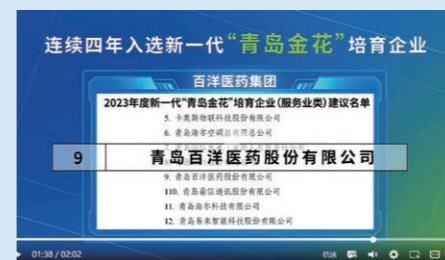 连续四年入选新一代“青岛金花”培育企业
百洋医药集团
2023年度新一代“青岛金花”培育企业(服务业类)建议名单
5. 卡奥斯物联科技股份有限公司
6. 青岛海尔空调器有限总公司
9 青岛百洋医药股份有限公司
9. 青岛百洋医药股份有限公司
110. 青岛鼎信通讯股份有限公司
11. 青岛海尔科技有限公司
12. 青岛易来智能科技股份有限公司
01:38 / 02:02